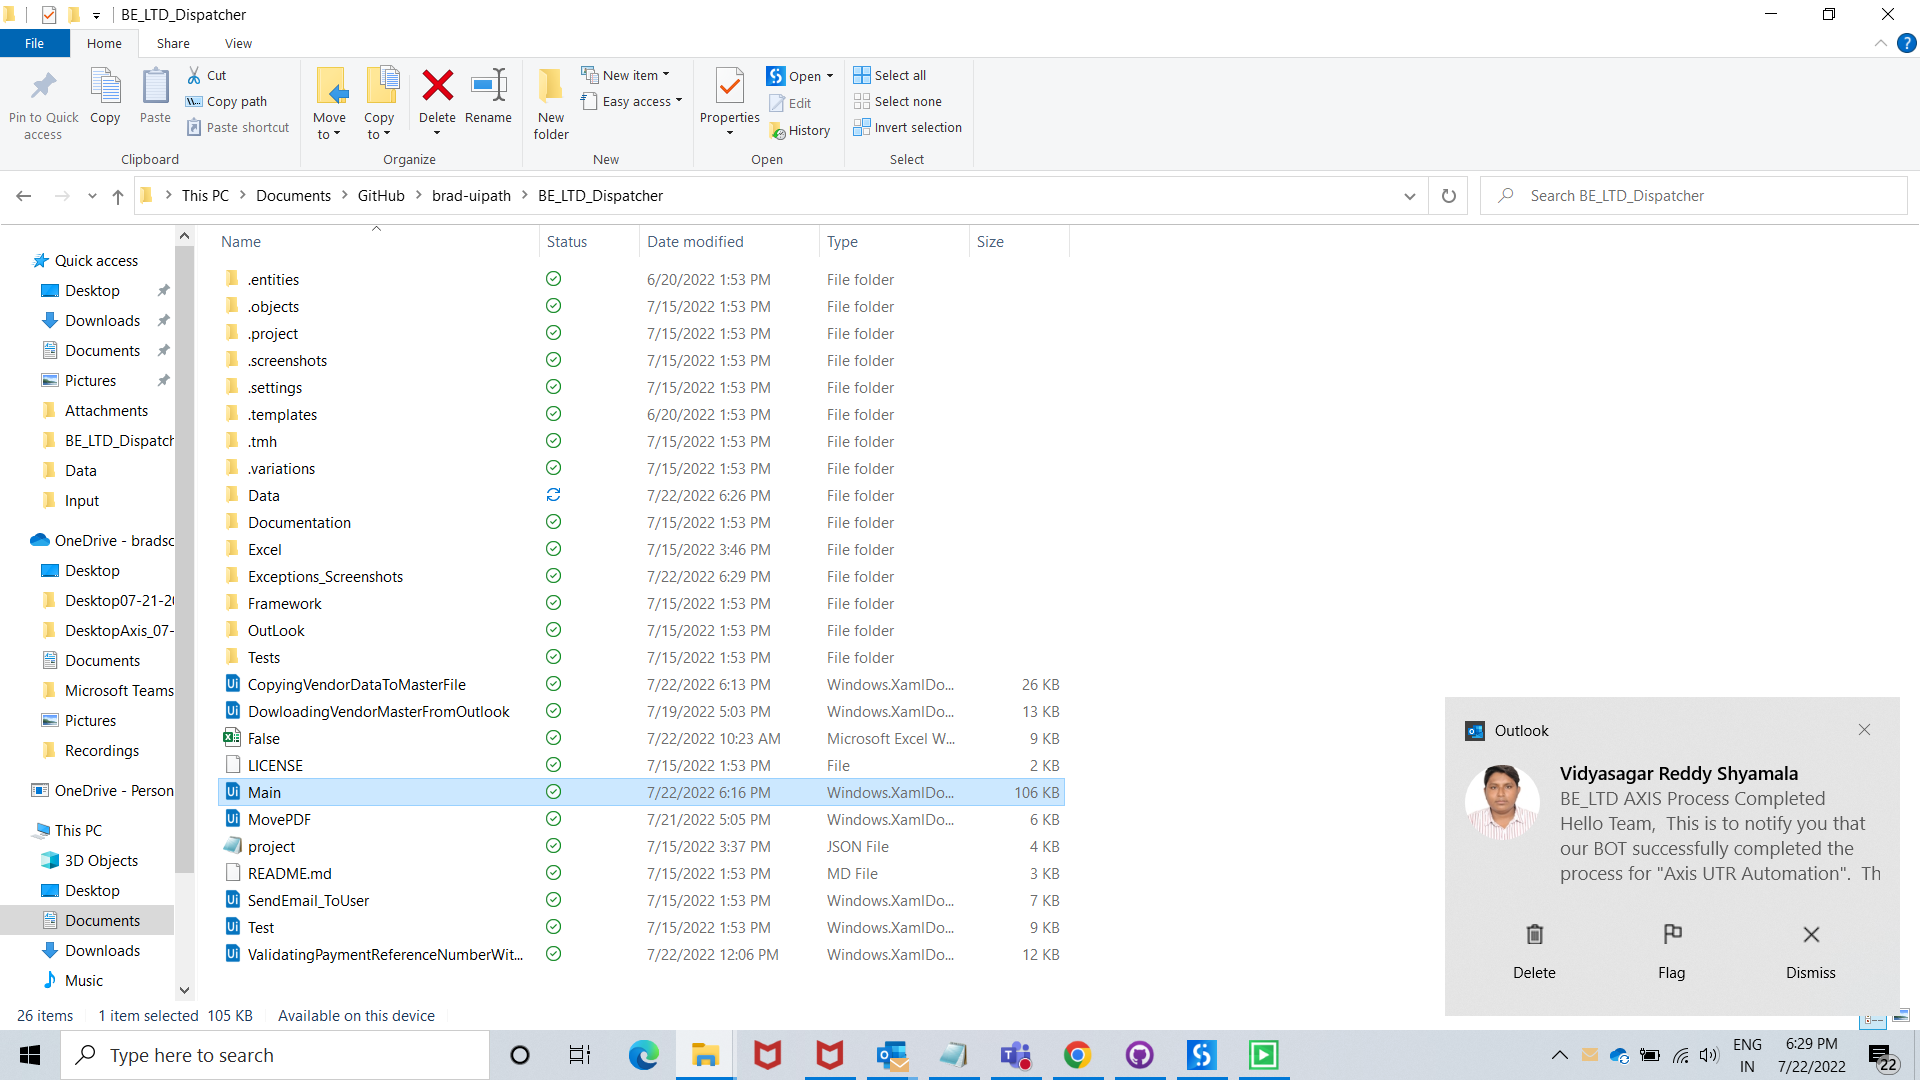 BE_LTD_Dispatcher
File Home Share View
Pin to Quick access
Copy
Paste
Cut
Copy path
Paste shortcut
Clipboard
Move to
Copy to
Delete
Rename
Organize
New folder
New item
Easy access
New
Properties
Open
Edit
History
Open
Select all
Select none
Invert selection
Select
This PC > Documents > GitHub > brad-uipath > BE_LTD_Dispatcher
Search BE_LTD_Dispatcher
Quick access
Desktop
Downloads
Documents
Pictures
Attachments
BE_LTD_Dispatch
Data
Input
OneDrive - bradsc
Desktop
Desktop07-21-20
DesktopAxis_07-
Documents
Microsoft Teams
Pictures
Recordings
OneDrive - Person
This PC
3D Objects
Desktop
Documents
Downloads
Music
Name Status Date modified Type Size
.entities 6/20/2022 1:53 PM File folder
.objects 7/15/2022 1:53 PM File folder
.project 7/15/2022 1:53 PM File folder
.screenshots 7/15/2022 1:53 PM File folder
.settings 7/15/2022 1:53 PM File folder
.templates 6/20/2022 1:53 PM File folder
.tmh 7/15/2022 1:53 PM File folder
.variations 7/15/2022 1:53 PM File folder
Data 7/22/2022 6:26 PM File folder
Documentation 7/15/2022 1:53 PM File folder
Excel 7/15/2022 3:46 PM File folder
Exceptions_Screenshots 7/22/2022 6:29 PM File folder
Framework 7/15/2022 1:53 PM File folder
OutLook 7/15/2022 1:53 PM File folder
Tests 7/15/2022 1:53 PM File folder
CopyingVendorDataToMasterFile 7/22/2022 6:13 PM Windows.XamlDo... 26 KB
DowloadingVendorMasterFromOutlook 7/19/2022 5:03 PM Windows.XamlDo... 13 KB
False 7/22/2022 10:23 AM Microsoft Excel W... 9 KB
LICENSE 7/15/2022 1:53 PM File 2 KB
Main 7/22/2022 6:16 PM Windows.XamlDo... 106 KB
MovePDF 7/21/2022 5:05 PM Windows.XamlDo... 6 KB
project 7/15/2022 3:37 PM JSON File 4 KB
README.md 7/15/2022 1:53 PM MD File 3 KB
SendEmail_ToUser 7/15/2022 1:53 PM Windows.XamlDo... 7 KB
Test 7/15/2022 1:53 PM Windows.XamlDo... 9 KB
ValidatingPaymentReferenceNumberWit... 7/22/2022 12:06 PM Windows.XamlDo... 12 KB
Outlook
Vidyasagar Reddy Shyamala
BE_LTD AXIS Process Completed
Hello Team, This is to notify you that
our BOT successfully completed the
process for "Axis UTR Automation". Th
Delete Flag Dismiss
26 items 1 item selected 105 KB Available on this device
Type here to search
ENG
IN
6:29 PM
7/22/2022
22